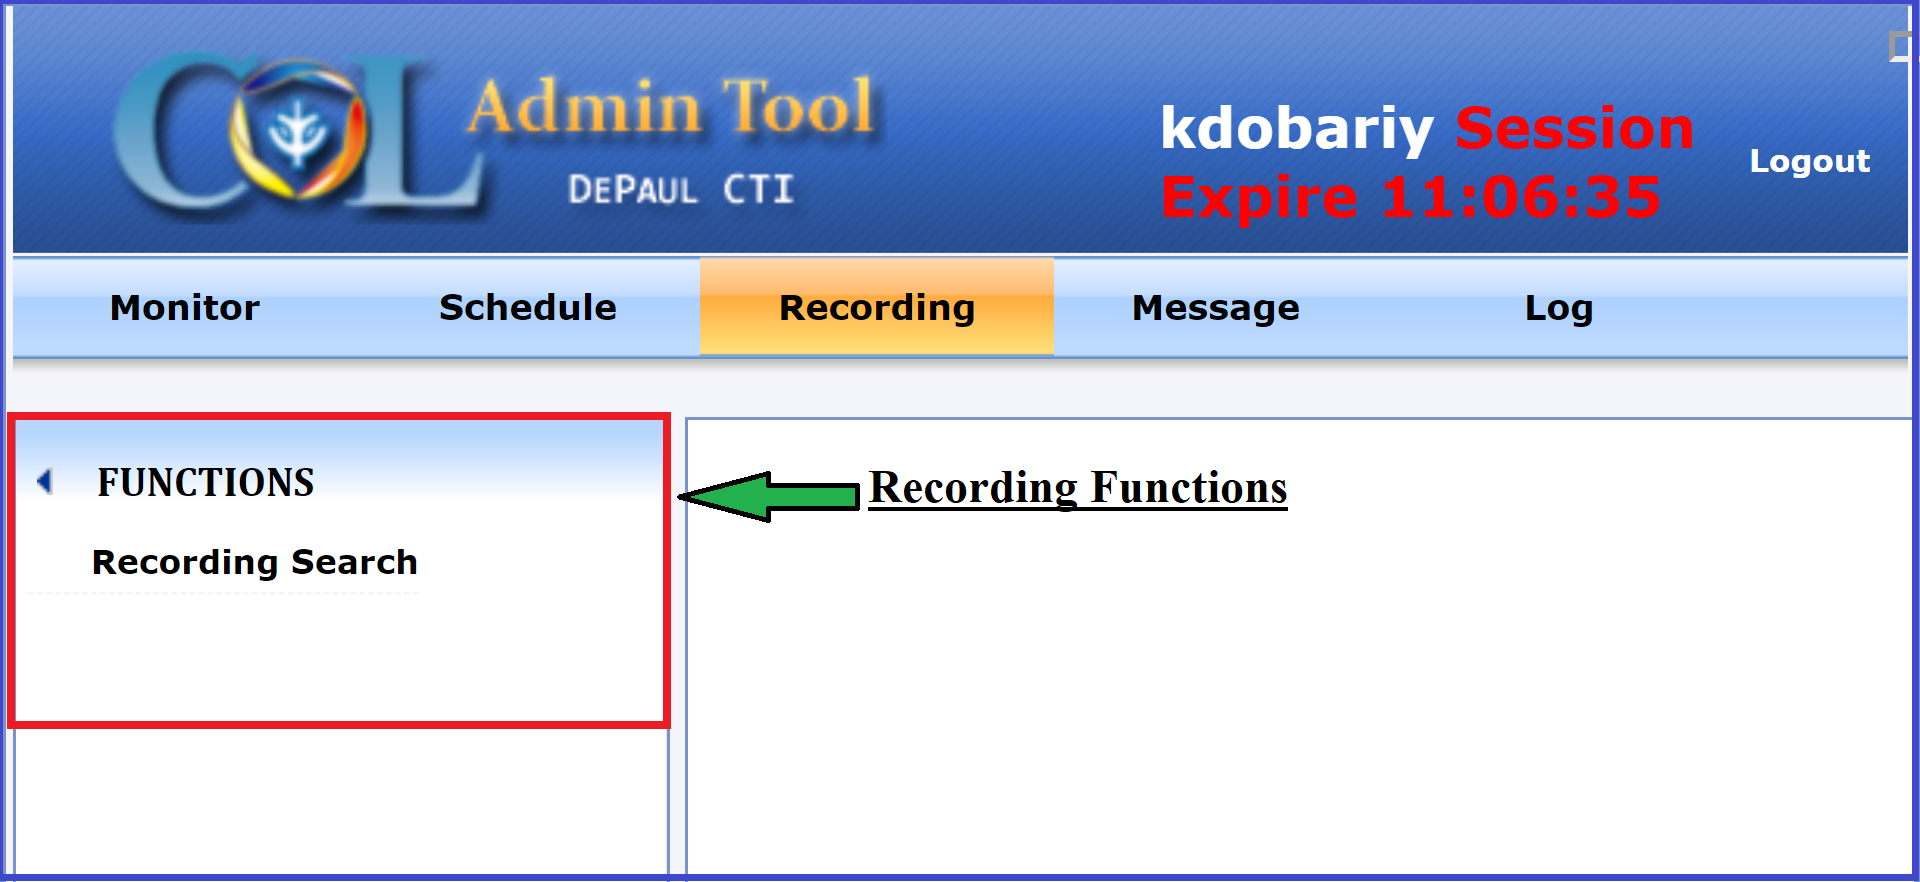 COL Admin Tool
DePaul CTI
kdobariy Session
Expire 11:06:35
Logout
Monitor Schedule Recording Message Log
FUNCTIONS
Recording Search
Recording Functions